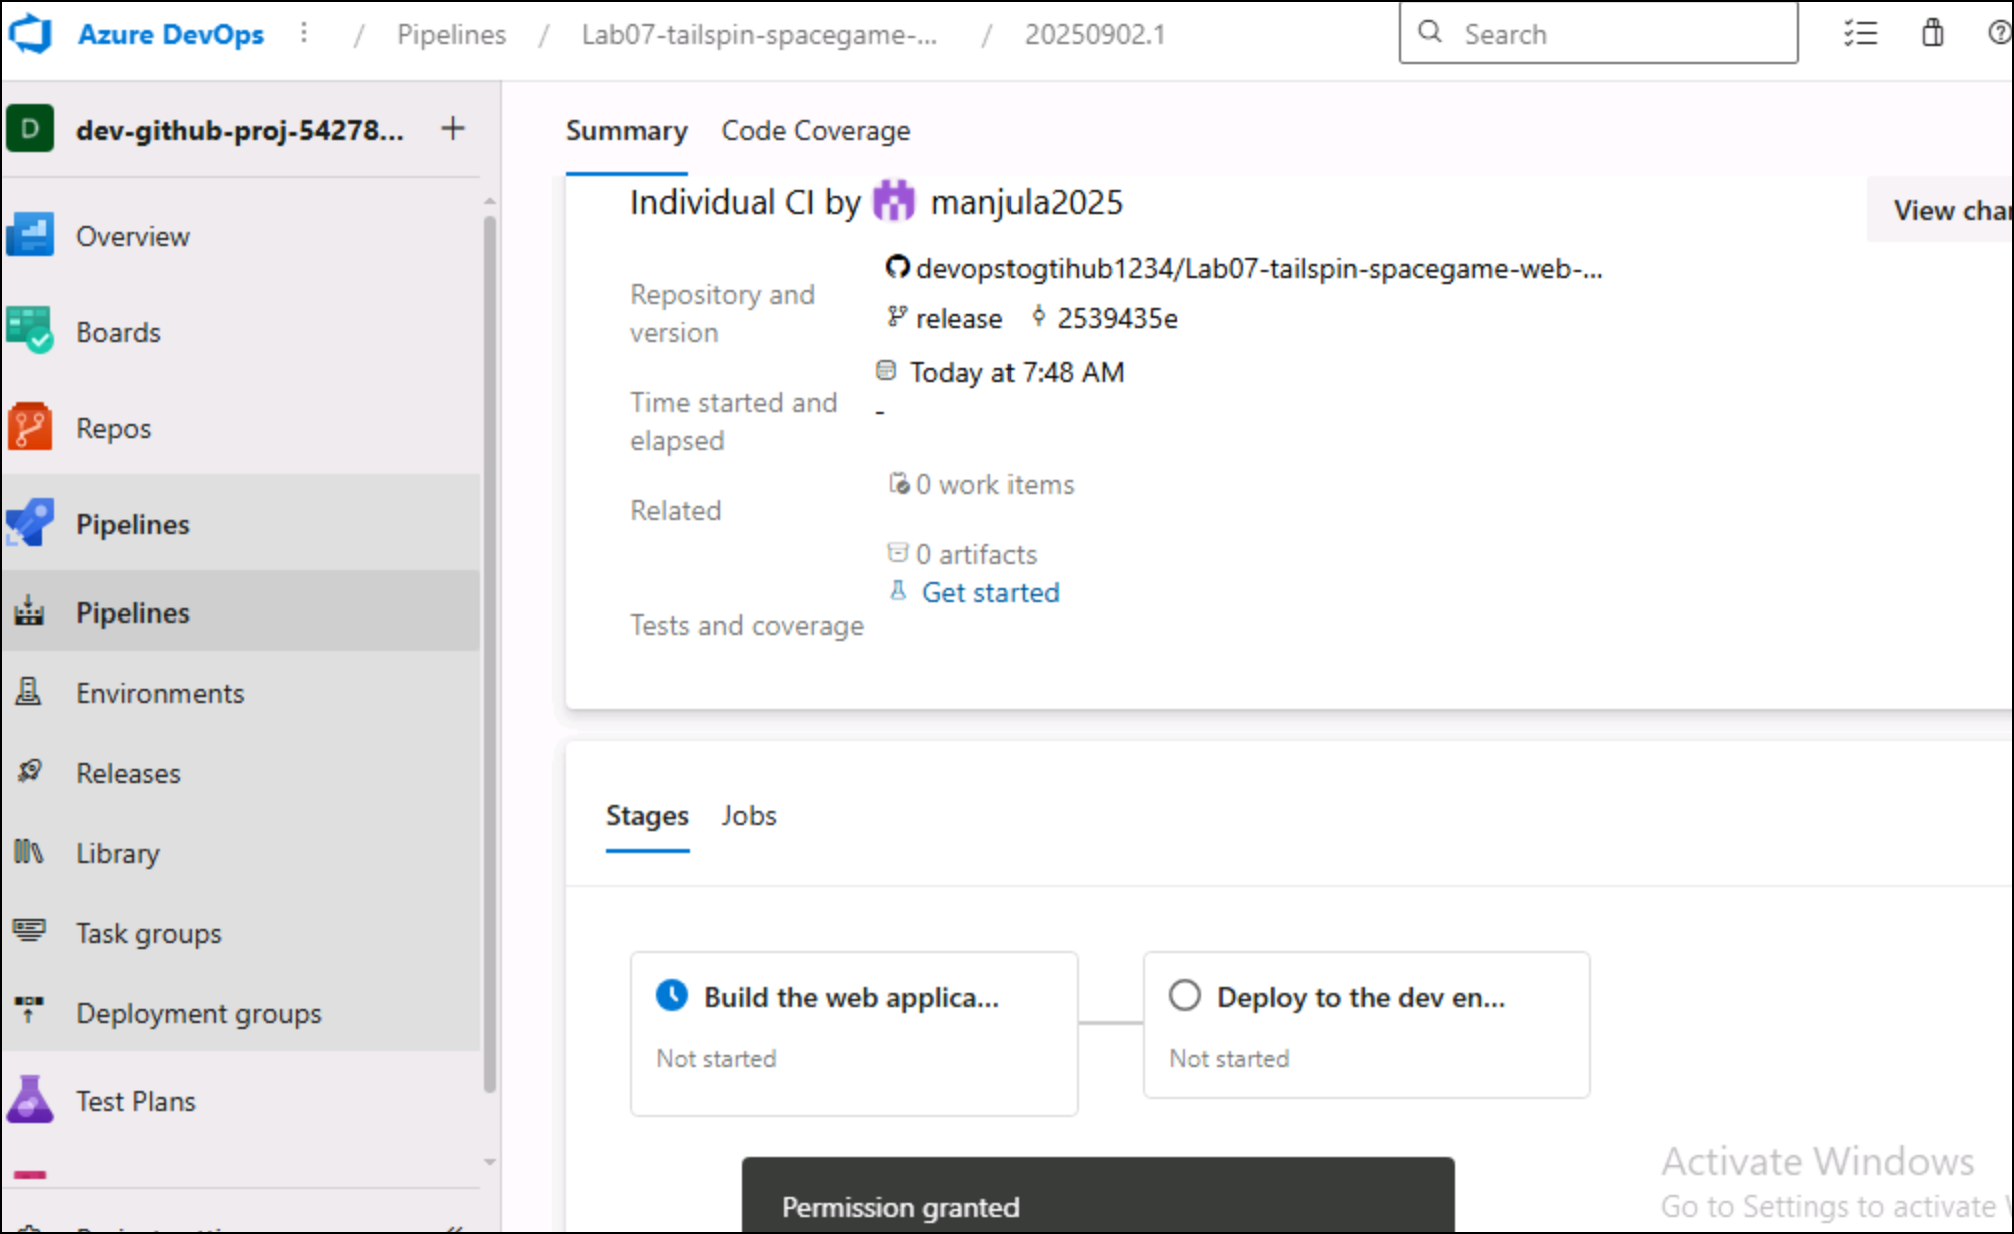 Azure DevOps / Pipelines / Lab07-tailspin-spacegame-... / 20250902.1 Search
D dev-github-proj-54278... +
Overview
Boards
Repos
Pipelines
Pipelines
Environments
Releases
Library
Task groups
Deployment groups
Test Plans
Summary Code Coverage
Individual CI by manjula2025
View
Repository and version
devopstogtihub1234/Lab07-tailspin-spacegame-web-...
release 2539435e
Time started and elapsed
Today at 7:48 AM
-
Related
0 work items
0 artifacts
Tests and coverage
Get started
Stages Jobs
Build the web applica...
Not started
Deploy to the dev en...
Not started
Permission granted
Activate Windows
Go to Settings to activate